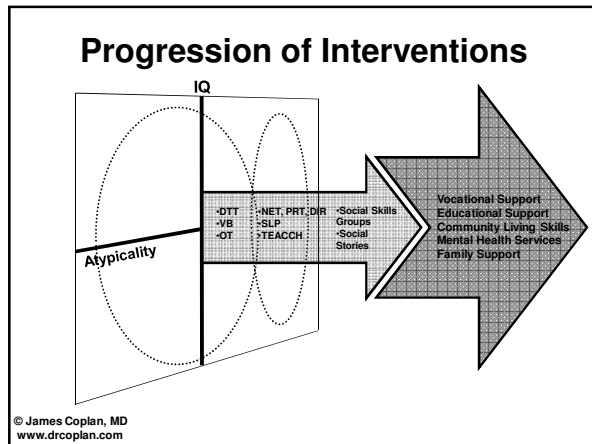 Progression of Interventions
IQ
Atypicality
•DTT
•VB
•OT
•NET, PRT, DIR
•SLP
•TEACCH
•Social Skills
Groups
•Social
Stories
Vocational Support
Educational Support
Community Living Skills
Mental Health Services
Family Support
© James Coplan, MD
www.drcoplan.com